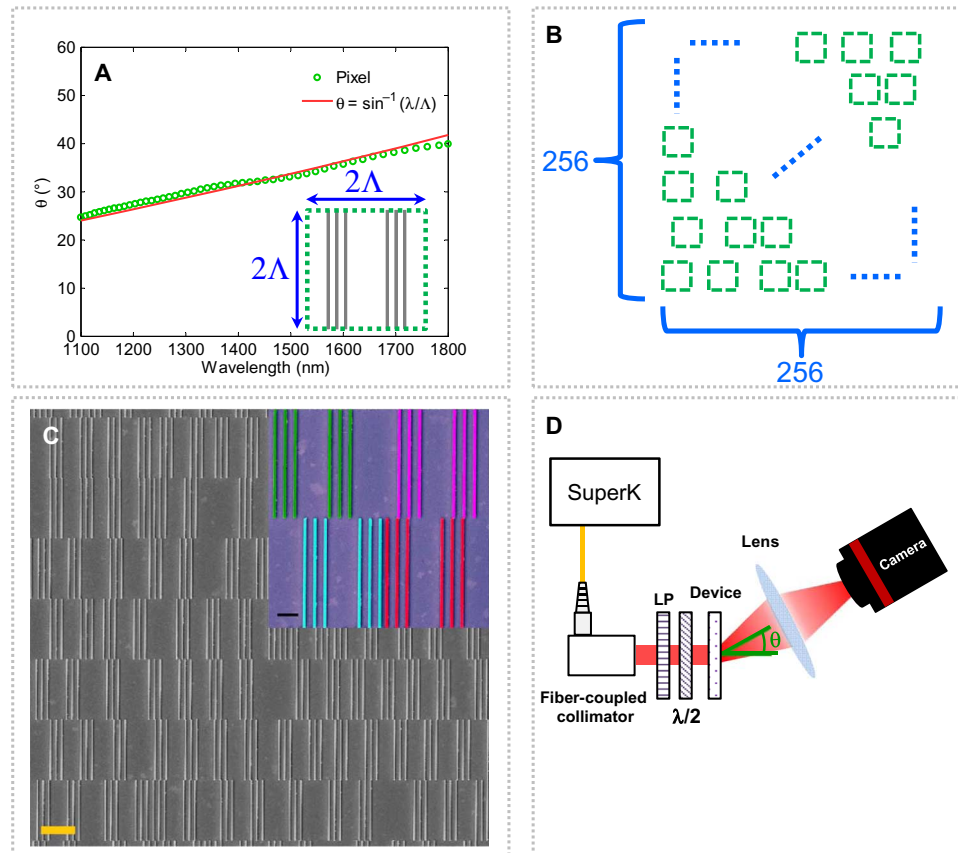 A
60
50
40
30
20
10
0
θ (°)
Pixel
θ = sin⁻¹ (λ/Λ)
2Λ
2Λ
1100 1200 1300 1400 1500 1600 1700 1800
Wavelength (nm)
B
256
256
C
D
SuperK
Lens
Camera
LP
Device
θ
Fiber-coupled
collimator
λ/2